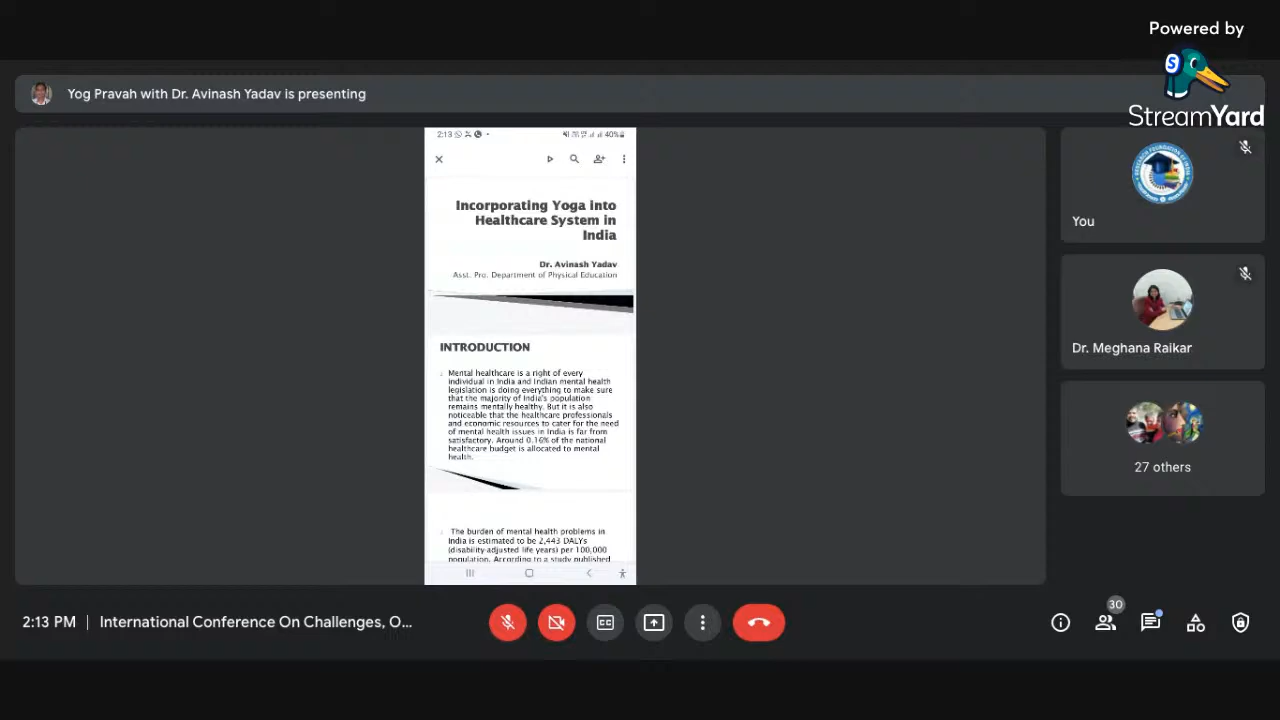 Powered by
StreamYard
Yog Pravah with Dr. Avinash Yadav is presenting
2:13
40%
Incorporating Yoga into
Healthcare System in
India
Dr. Avinash Yadav
Asst. Pro. Department of Physical Education
INTRODUCTION
Mental healthcare is a right of every
individual in India and Indian mental health
legislation is doing everything to make sure
that the majority of India's population
remains mentally healthy. But it is also
noticeable that the healthcare professionals
and economic resources to cater for the need
of mental health issues in India is far from
satisfactory. Around 0.16% of the national
healthcare budget is allocated to mental
health.
The burden of mental health problems in
India is estimated to be 2,443 DALYs
(disability-adjusted life years) per 100,000
population. According to a study published
You
Dr. Meghana Raikar
27 others
2:13 PM
International Conference On Challenges, O...
30